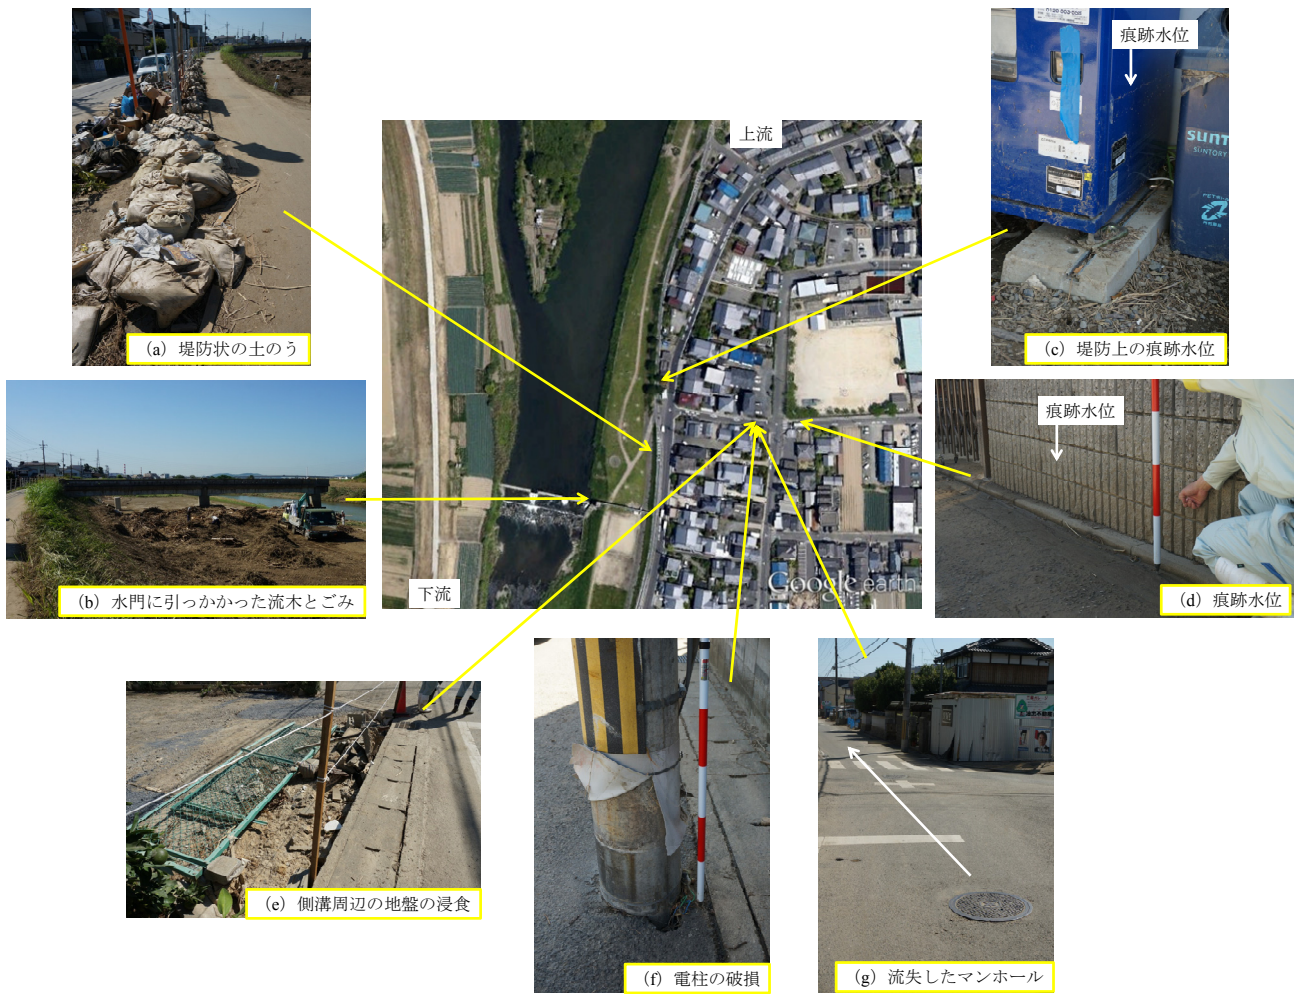 痕跡水位
SUNT
SUNTORY
(a) 堤防状の土のう
上流
(c) 堤防上の痕跡水位
痕跡水位
(b) 水門に引っかかった流木とごみ
下流
Google earth
(d) 痕跡水位
(e) 側溝周辺の地盤の浸食
(f) 電柱の破損
(g) 流失したマンホール